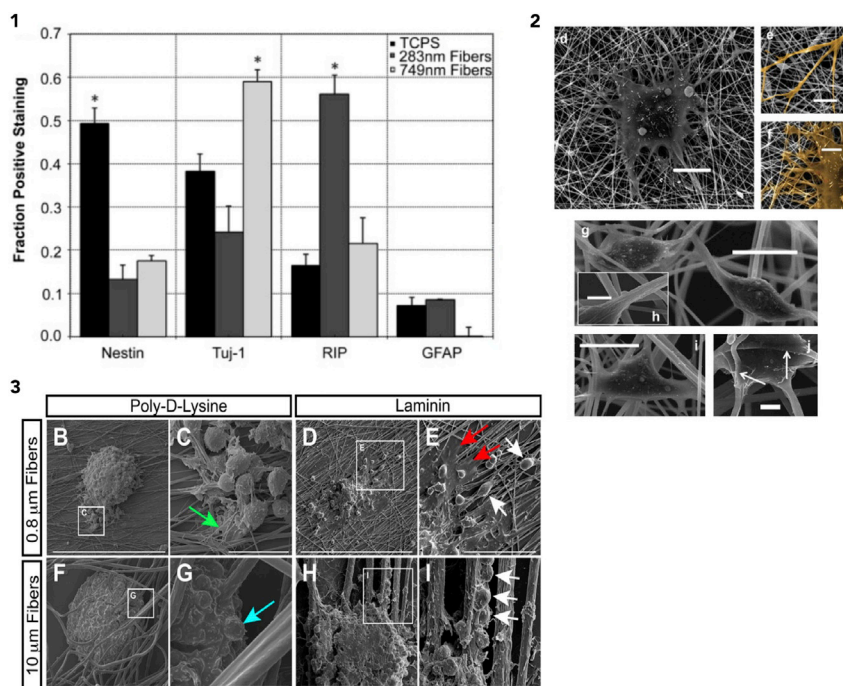 1
Fraction Positive Staining
0.7
0.6
0.5
0.4
0.3
0.2
0.1
0.0
TCPS
283nm Fibers
749nm Fibers
*
*
*
Nestin Tuj-1 RIP GFAP
2
d
e
g
h
i
j
3
Poly-D-Lysine Laminin
0.8 µm Fibers
B C D E
E
C
10 µm Fibers
F G H I
G
I